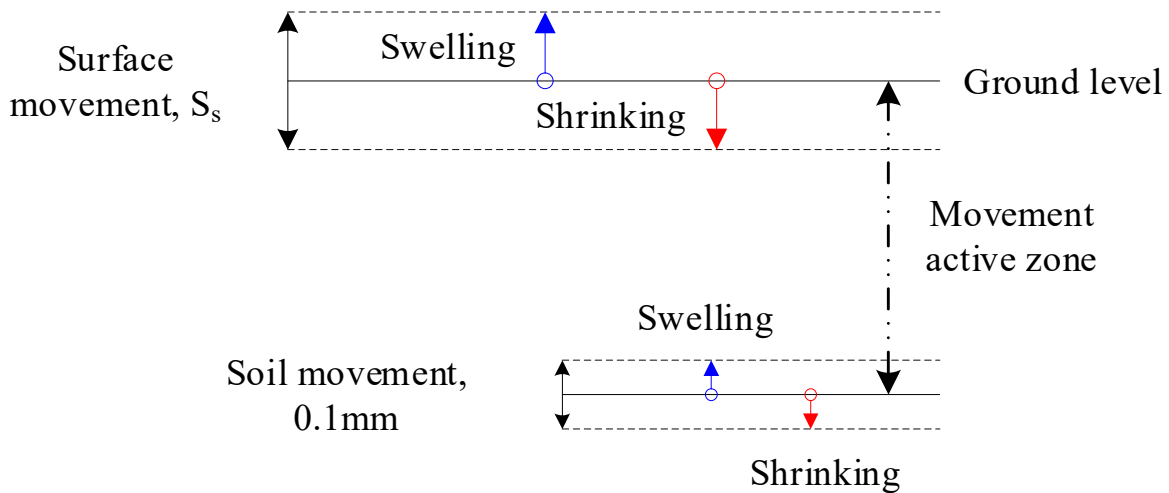 Swelling
Surface
movement, Ss
Ground level
Shrinking
Movement
active zone
Swelling
Soil movement,
0.1mm
Shrinking